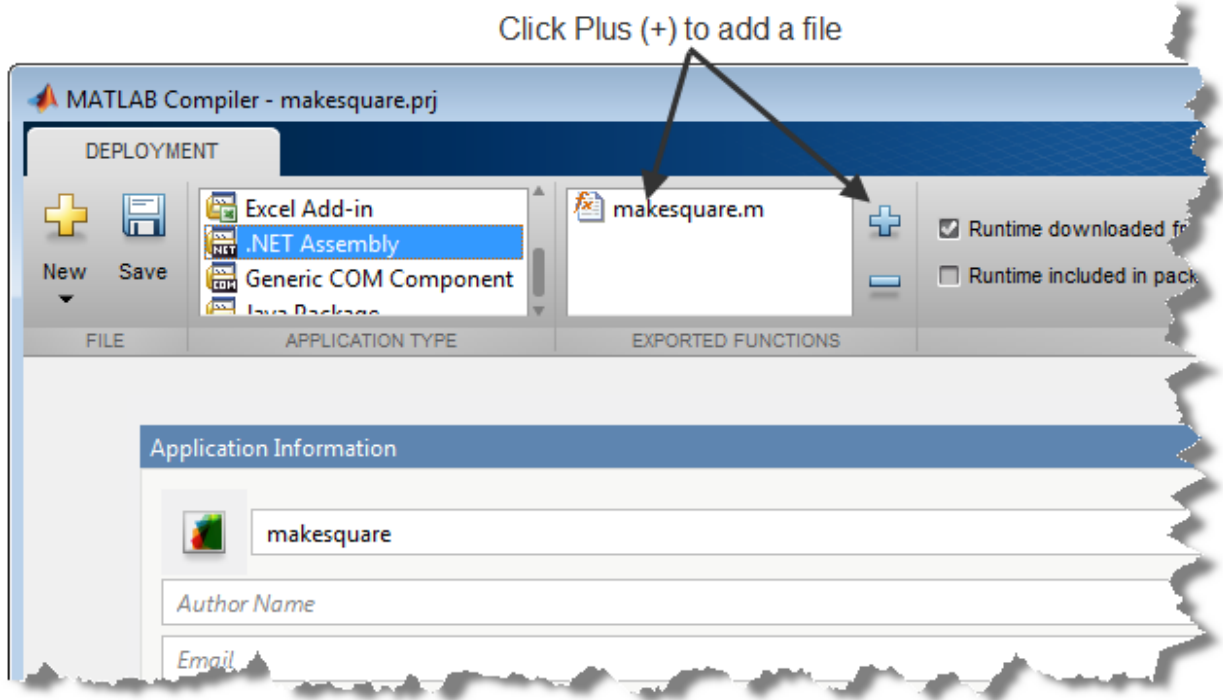 Click Plus (+) to add a file
MATLAB Compiler - makesquare.prj
DEPLOYMENT
New
Save
FILE
Excel Add-in
.NET Assembly
Generic COM Component
Java Package
APPLICATION TYPE
makesquare.m
EXPORTED FUNCTIONS
Runtime downloaded
Runtime included in pack
Application Information
makesquare
Author Name
Email